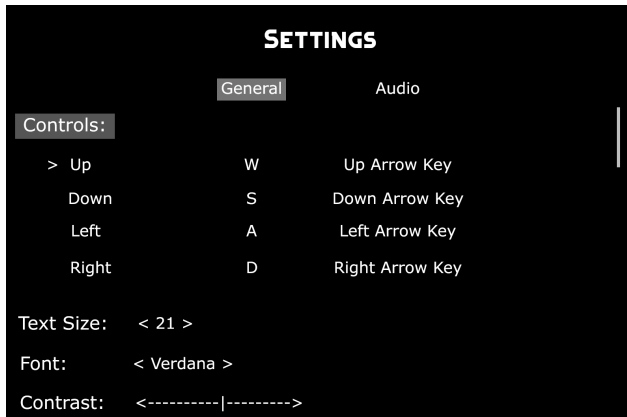 SETTINGS
General Audio
Controls:
> Up W Up Arrow Key
Down S Down Arrow Key
Left A Left Arrow Key
Right D Right Arrow Key
Text Size: < 21 >
Font: < Verdana >
Contrast: <----------|--------->